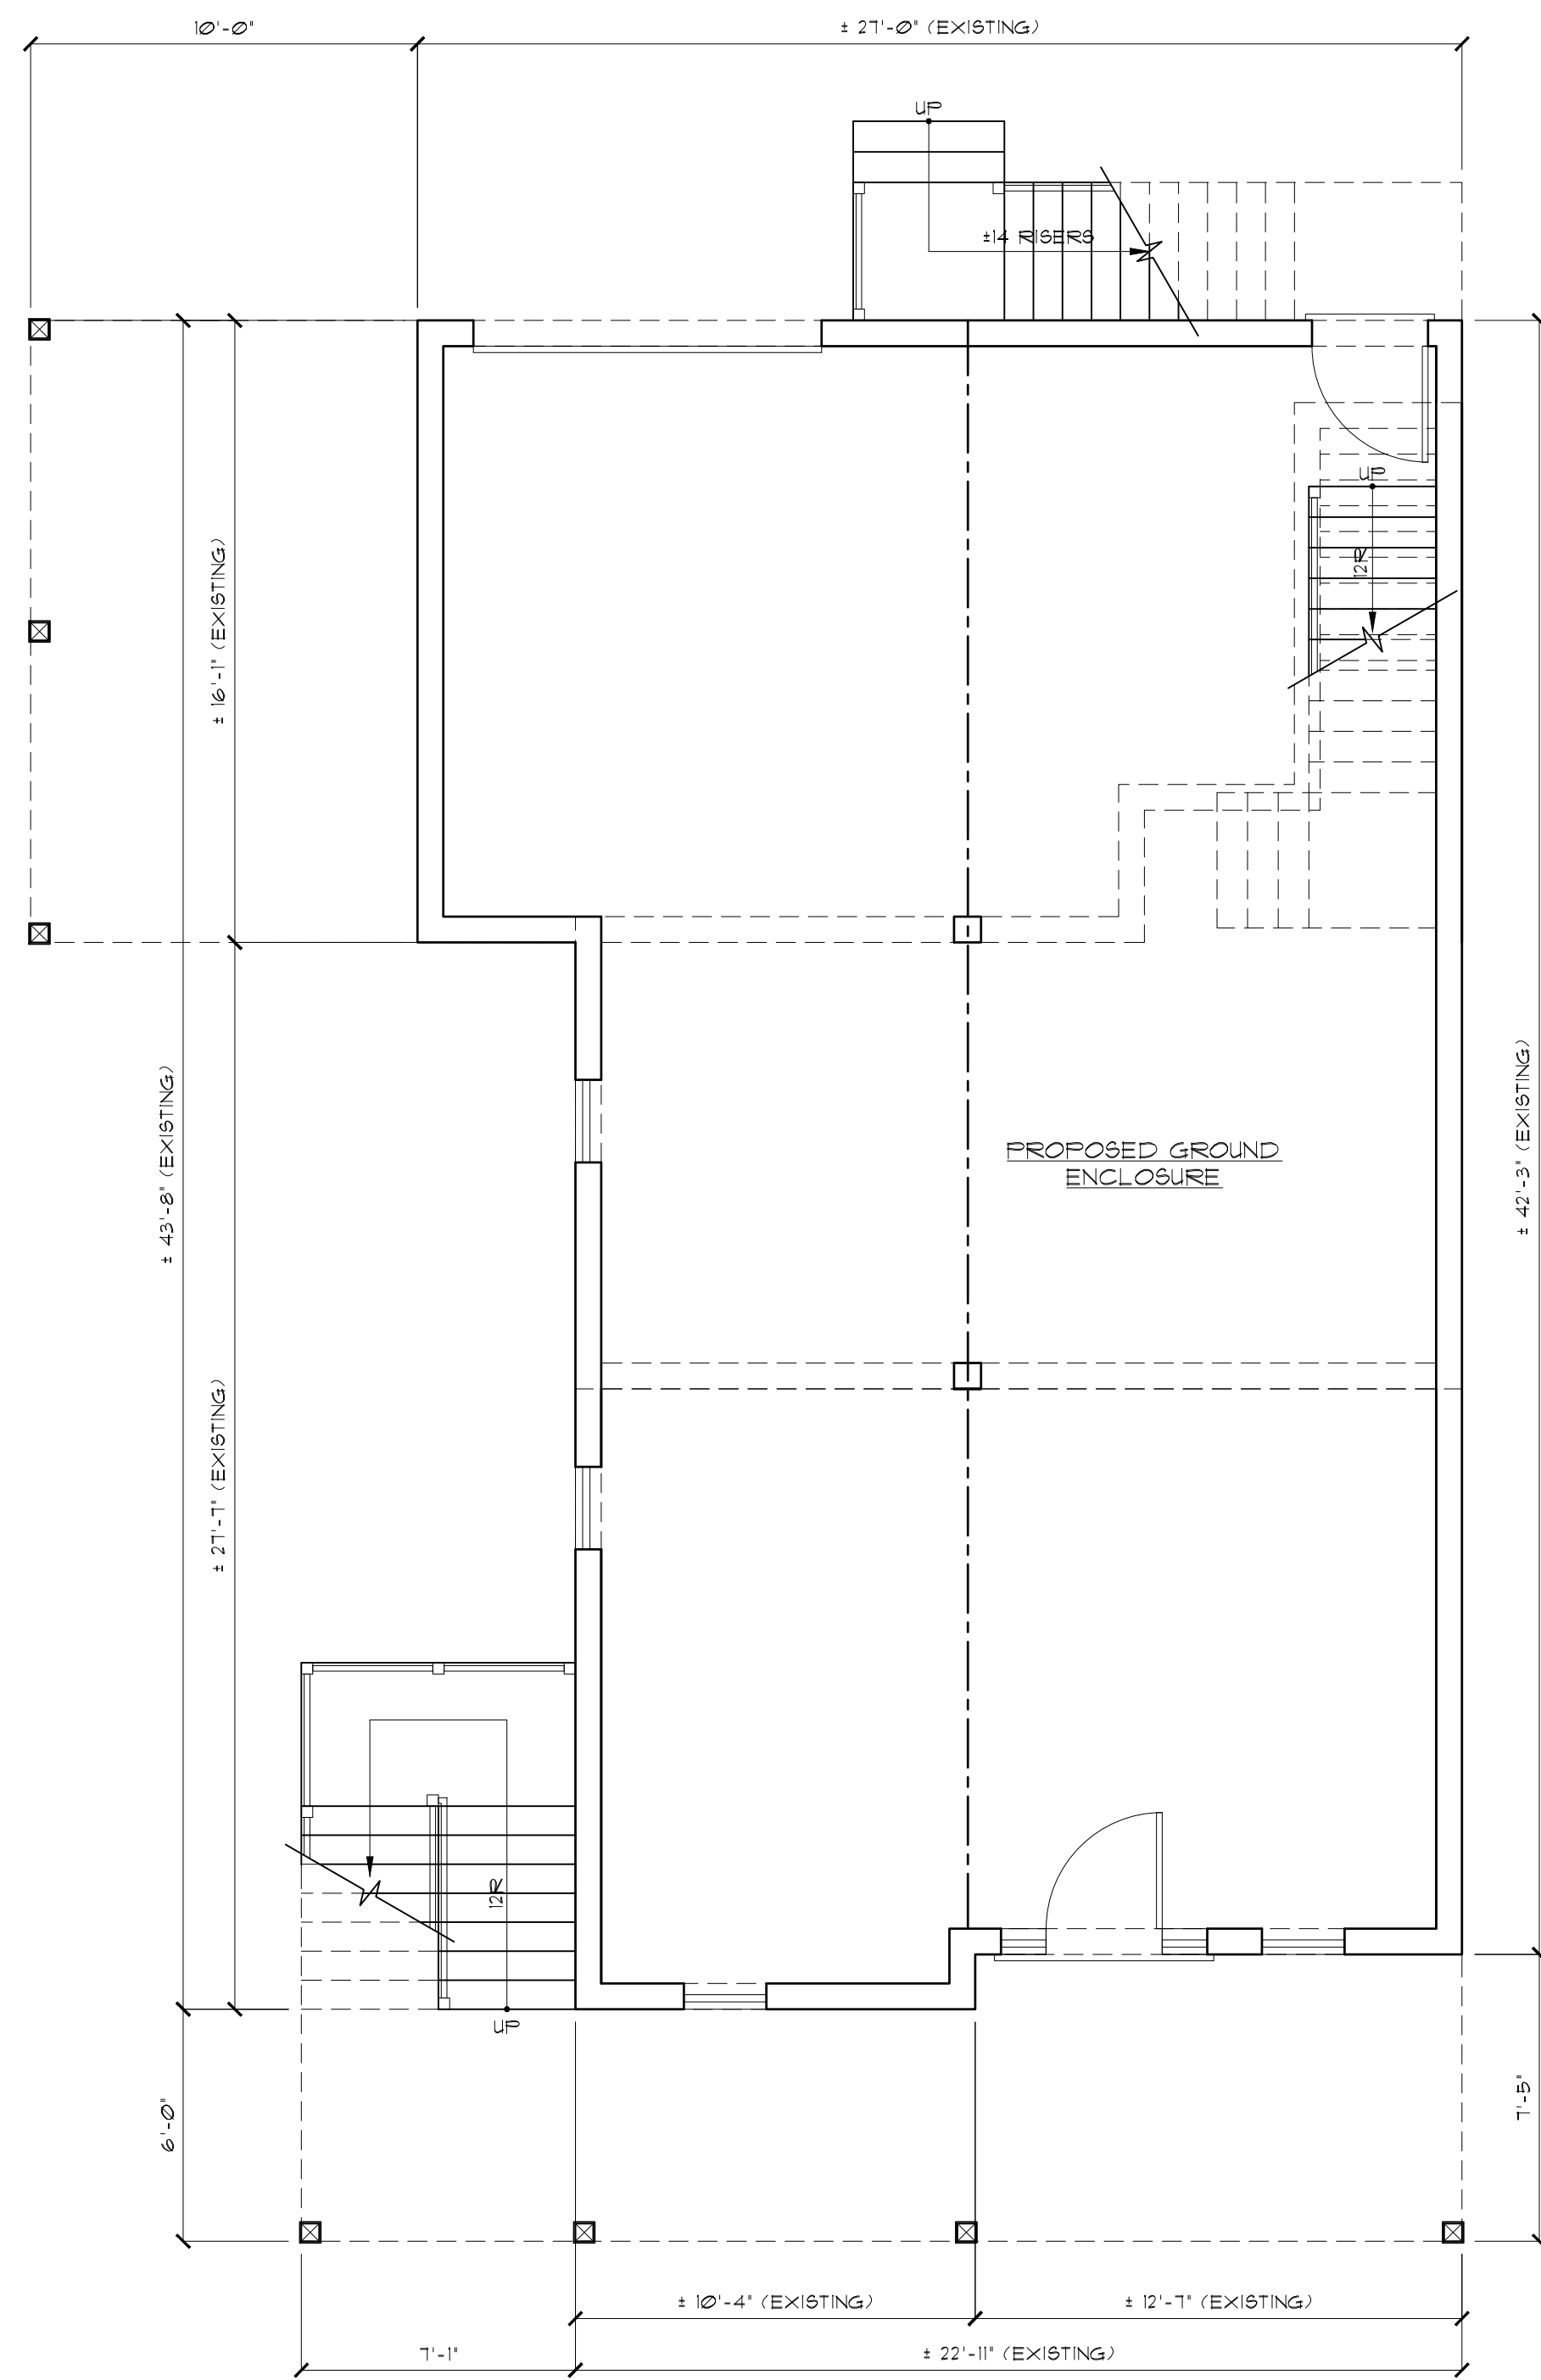 10'-0"
± 27'-0" (EXISTING)
UP
±14 RISERS
UP
12R
± 16'-1" (EXISTING)
± 43'-8" (EXISTING)
± 42'-3" (EXISTING)
PROPOSED GROUND
ENCLOSURE
± 27'-7" (EXISTING)
12R
UP
6'-0"
7'-5"
± 10'-4" (EXISTING)
± 12'-7" (EXISTING)
7'-1"
± 22'-11" (EXISTING)